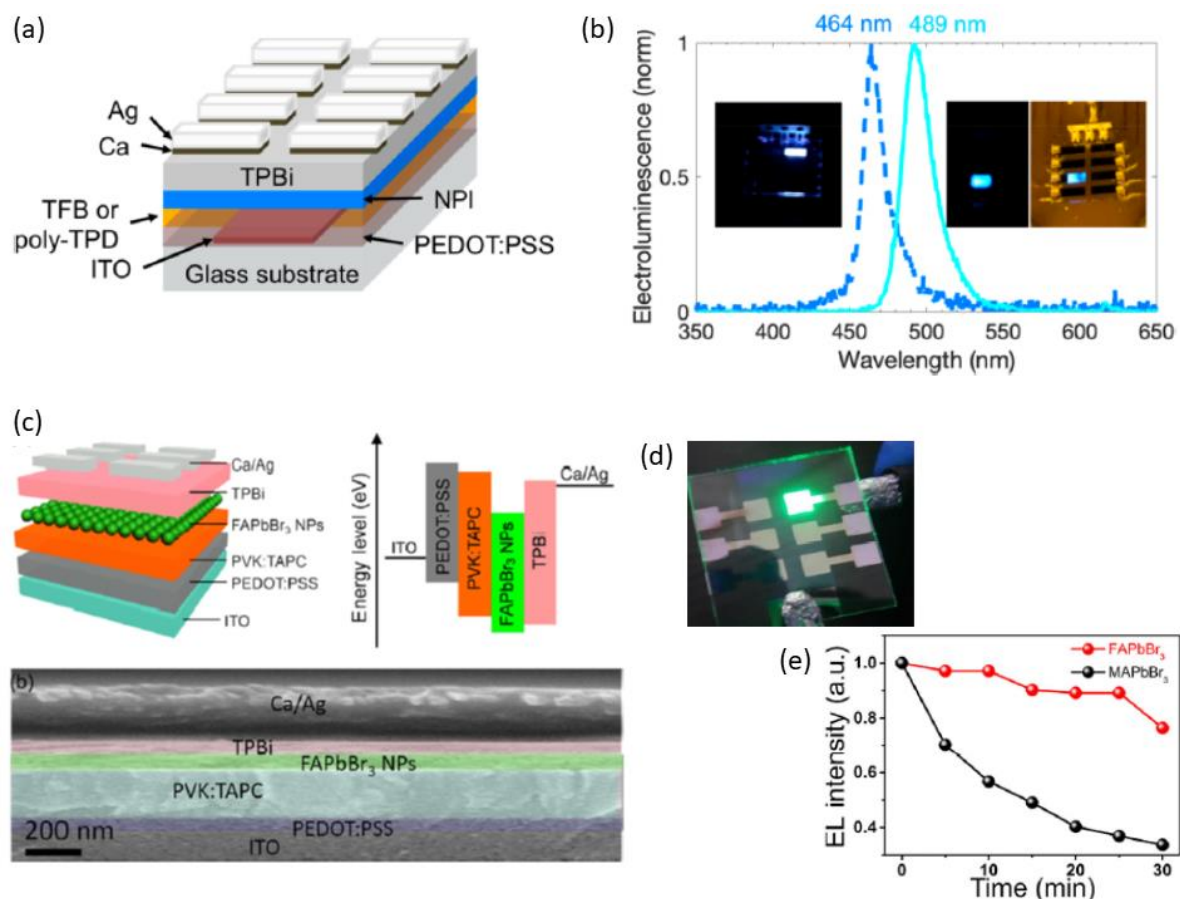 (a)
Ag
Ca
TPBi
TFB or
poly-TPD
ITO
NPI
PEDOT:PSS
Glass substrate
(b)
464 nm 489 nm
Electroluminescence (norm)
1
0.5
0
350 400 450 500 550 600 650
Wavelength (nm)
(c)
Ca/Ag
TPBi
FAPbBr₃ NPs
PVK:TAPC
PEDOT:PSS
ITO
Energy level (eV)
ITO
PEDOT:PSS
PVK:TAPC
FAPbBr₃ NPs
TPBi
Ca/Ag
(b)
Ca/Ag
TPBi
FAPbBr₃ NPs
PVK:TAPC
PEDOT:PSS
ITO
200 nm
(d)
(e)
EL intensity (a.u.)
1.0
0.8
0.6
0.4
FAPbBr₃
MAPbBr₃
0 10 20 30
Time (min)